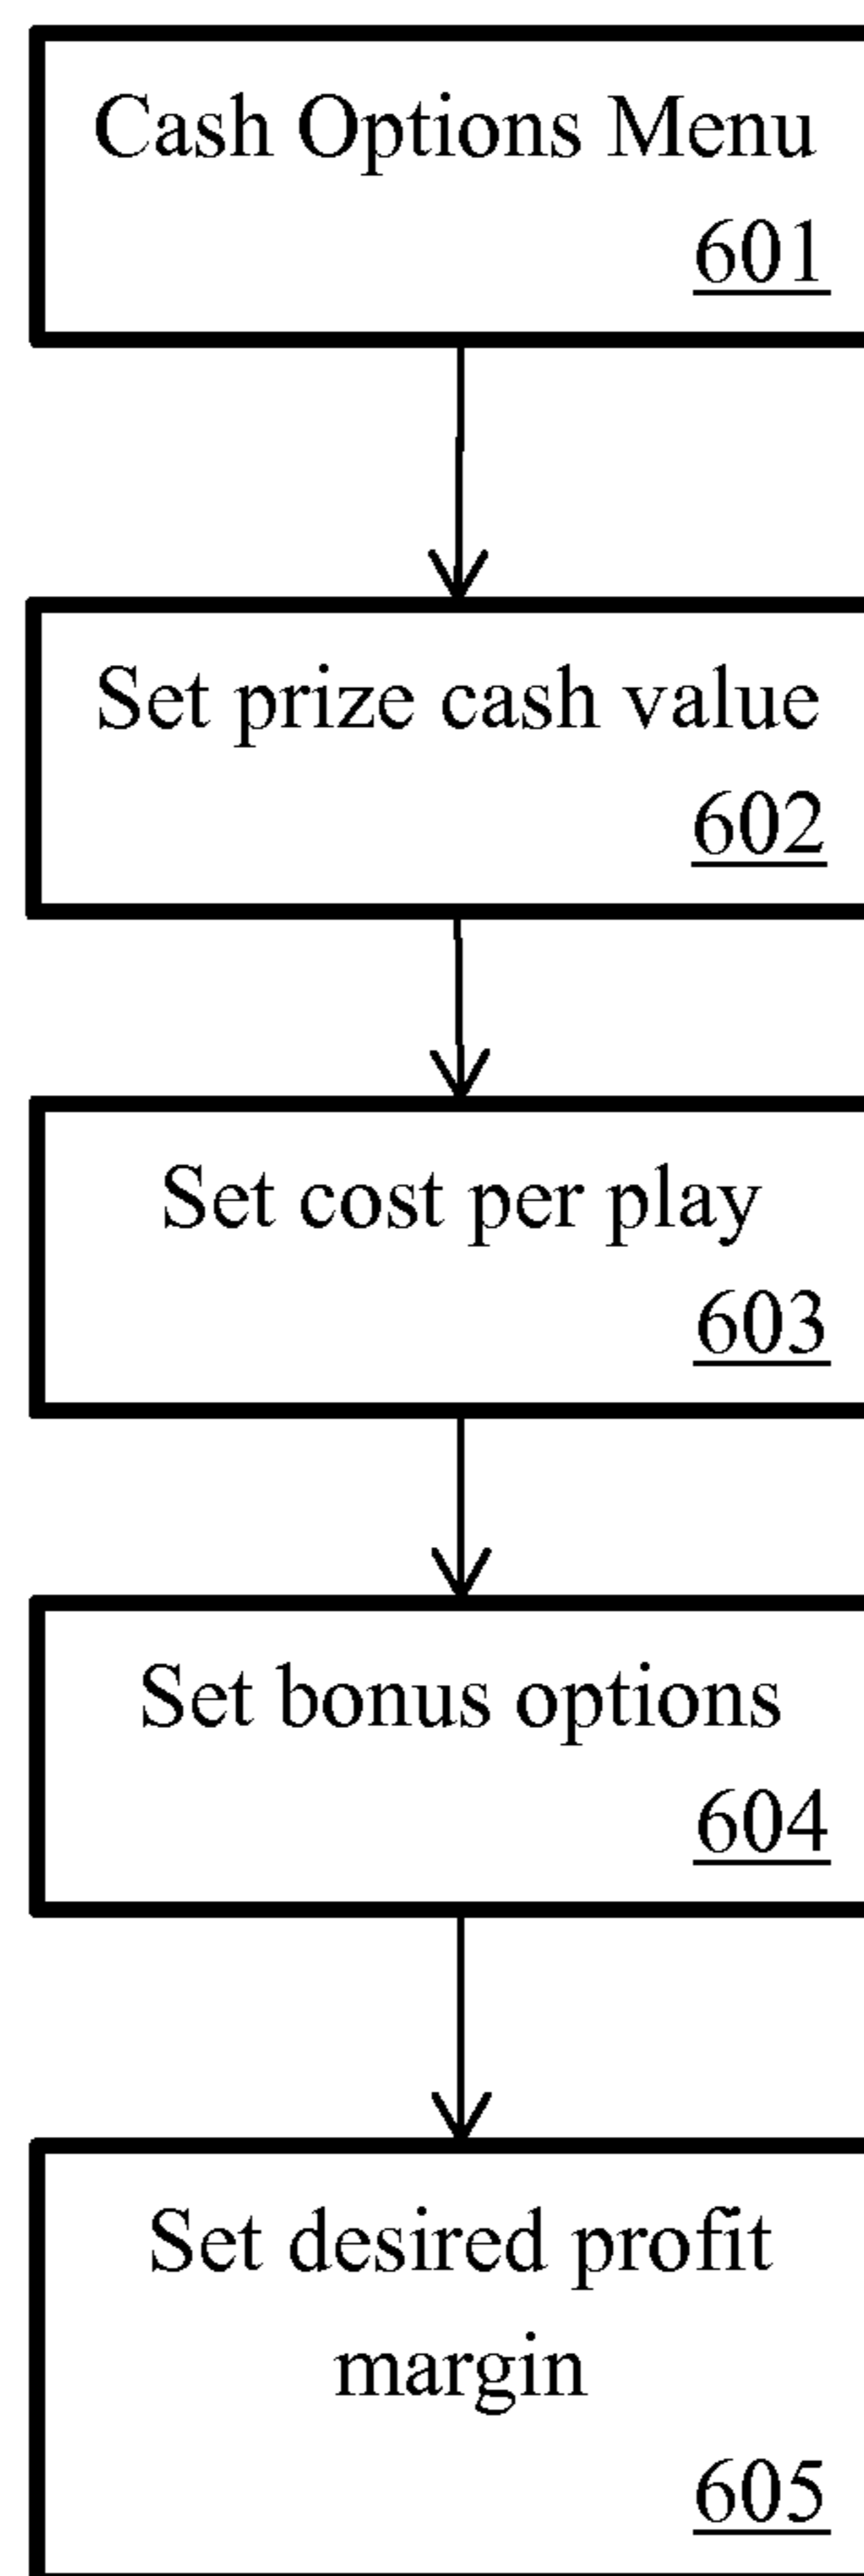 Cash Options Menu
601
Set prize cash value
602
Set cost per play
603
Set bonus options
604
Set desired profit
margin
605